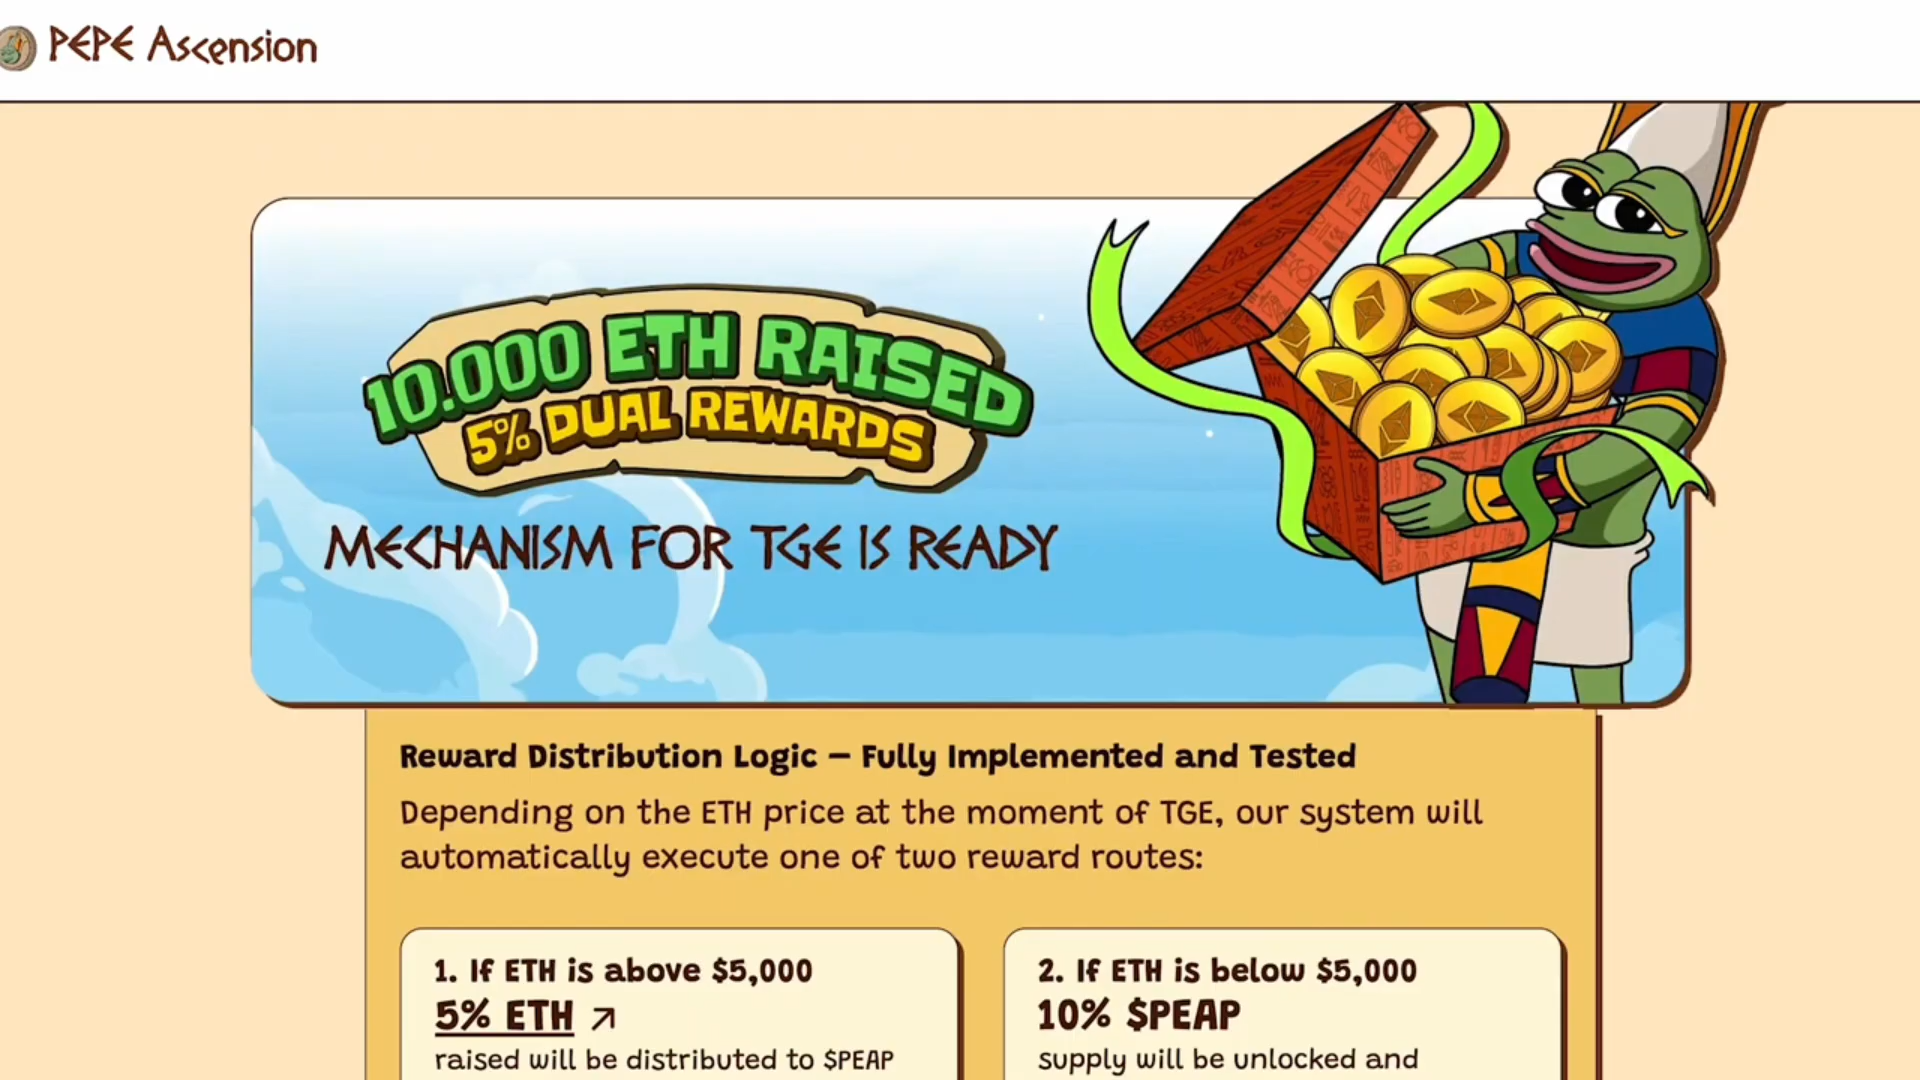 PEPE Ascension
10.000 ETH RAISED
5% DUAL REWARDS
MECHANISM FOR TGE IS READY
Reward Distribution Logic – Fully Implemented and Tested
Depending on the ETH price at the moment of TGE, our system will
automatically execute one of two reward routes:
1. If ETH is above $5,000
5% ETH ↗
raised will be distributed to $PEAP
2. If ETH is below $5,000
10% $PEAP
supply will be unlocked and